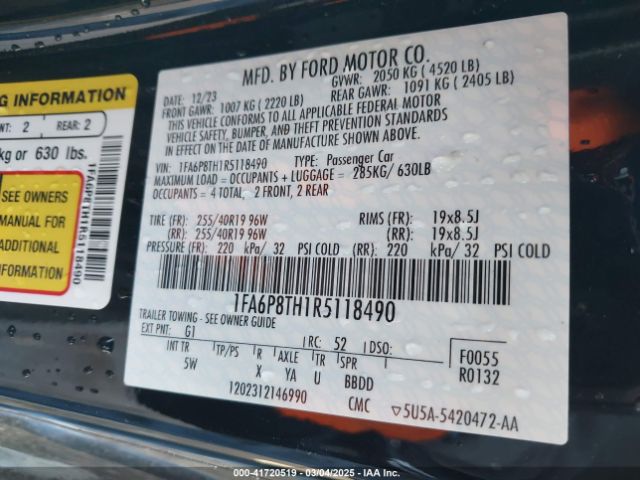 G INFORMATION
NT: 2 REAR: 2
kg or 630 lbs.
SEE OWNERS
MANUAL FOR
ADDITIONAL
INFORMATION
1FA6P8TH1R5118490
MFD. BY FORD MOTOR CO.
DATE: 12/23 GVWR: 2050 KG ( 4520 LB)
FRONT GAWR: 1007 KG ( 2220 LB) REAR GAWR: 1091 KG ( 2405 LB)
THIS VEHICLE CONFORMS TO ALL APPLICABLE FEDERAL MOTOR
VEHICLE SAFETY, BUMPER, AND THEFT PREVENTION STANDARDS
IN EFFECT ON THE DATE OF MANUFACTURE SHOWN ABOVE.
VIN: 1FA6P8TH1R5118490 TYPE: Passenger Car
MAXIMUM LOAD = OCCUPANTS + LUGGAGE = 285KG/ 630LB
OCCUPANTS = 4 TOTAL, 2 FRONT, 2 REAR
TIRE (FR): 255/40R19 96W RIMS (FR): 19x8.5J
(RR): 255/40R19 96W (RR): 19x8.5J
PRESSURE (FR): 220 kPa/ 32 PSI COLD (RR): 220 kPa/ 32 PSI COLD
1FA6P8TH1R5118490
TRAILER TOWING - SEE OWNER GUIDE
EXT PNT: G1 RC: 52 DSO: F0055
INT TR TP/PS R AXLE TR SPR R0132
5W X YA U BBDD
1202312146990 CMC ▽5U5A-5420472-AA
000-41720519 - 03/04/2025 - IAA Inc.